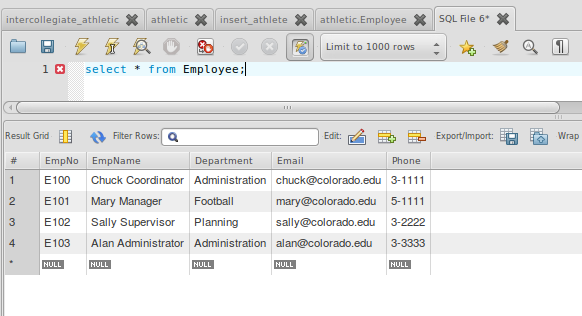 intercollegiate_athletic athletic insert_athlete athletic.Employee SQL File 6*
Limit to 1000 rows
1 select * from Employee;
Result Grid Filter Rows: Edit: Export/Import: Wrap
# EmpNo EmpName Department Email Phone
1 E100 Chuck Coordinator Administration chuck@colorado.edu 3-1111
2 E101 Mary Manager Football mary@colorado.edu 5-1111
3 E102 Sally Supervisor Planning sally@colorado.edu 3-2222
4 E103 Alan Administrator Administration alan@colorado.edu 3-3333
* NULL NULL NULL NULL NULL